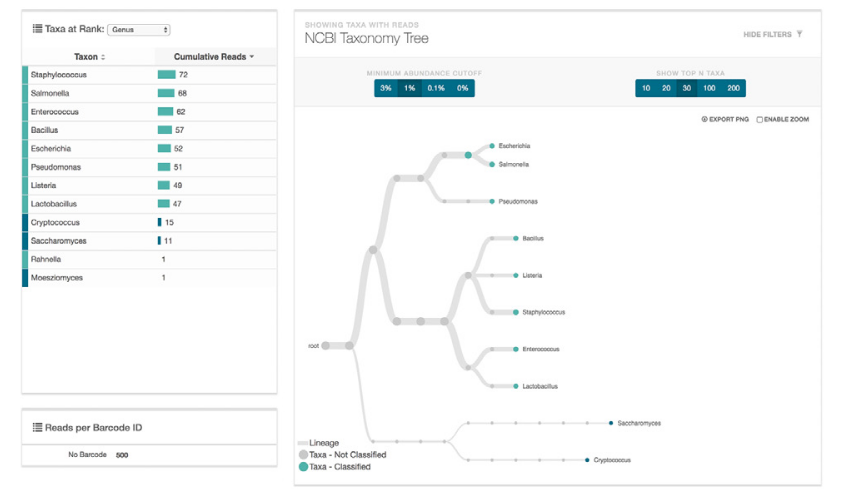 Taxa at Rank: Genus
Taxon Cumulative Reads
Staphylococcus 72
Salmonella 68
Enterococcus 62
Bacillus 57
Escherichia 52
Pseudomonas 51
Listeria 49
Lactobacillus 47
Cryptococcus 15
Saccharomyces 11
Rahnella 1
Moesziomyces 1
Reads per Barcode ID
No Barcode 500
SHOWING TAXA WITH READS
NCBI Taxonomy Tree
HIDE FILTERS
MINIMUM ABUNDANCE CUTOFF
3% 1% 0.1% 0%
SHOW TOP N TAXA
10 20 30 100 200
EXPORT PNG ENABLE ZOOM
Escherichia
Salmonella
Pseudomonas
Bacillus
Listeria
Staphylococcus
root
Enterococcus
Lactobacillus
Saccharomyces
Cryptococcus
Lineage
Taxa - Not Classified
Taxa - Classified